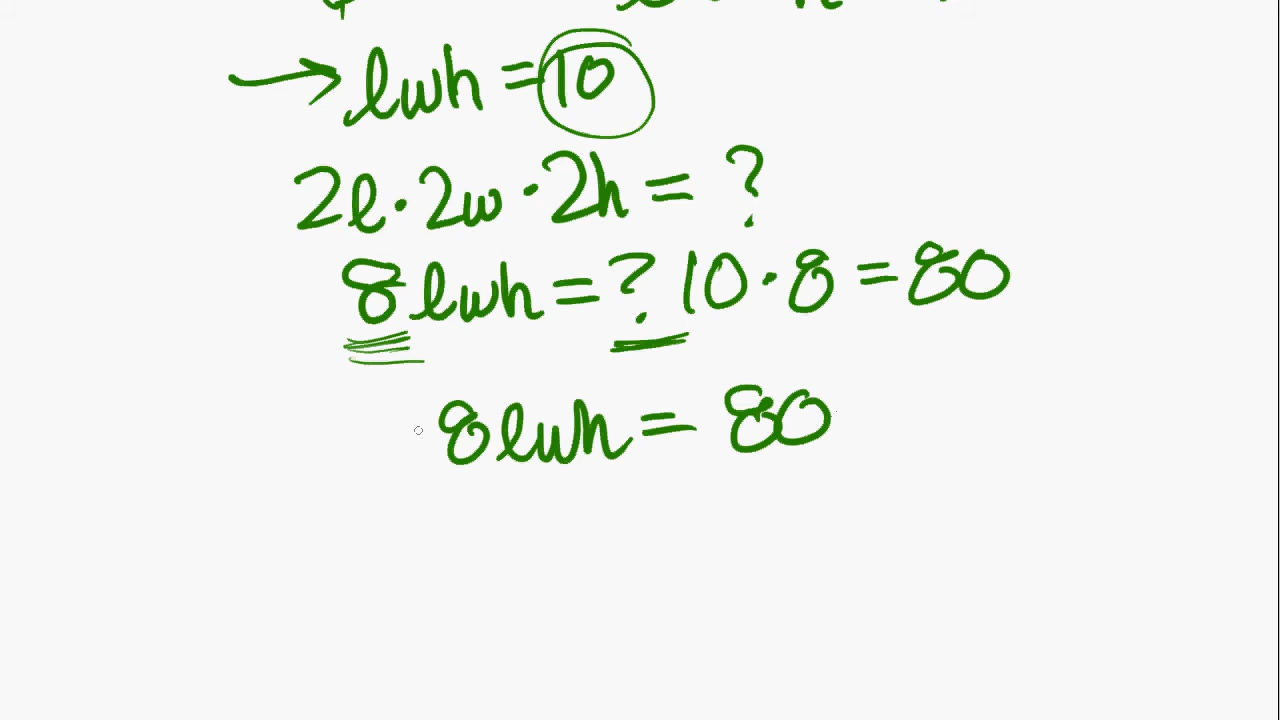 → lwh = 10
2l · 2w · 2h = ?
8lwh = ? 10 · 8 = 80
8lwh = 80